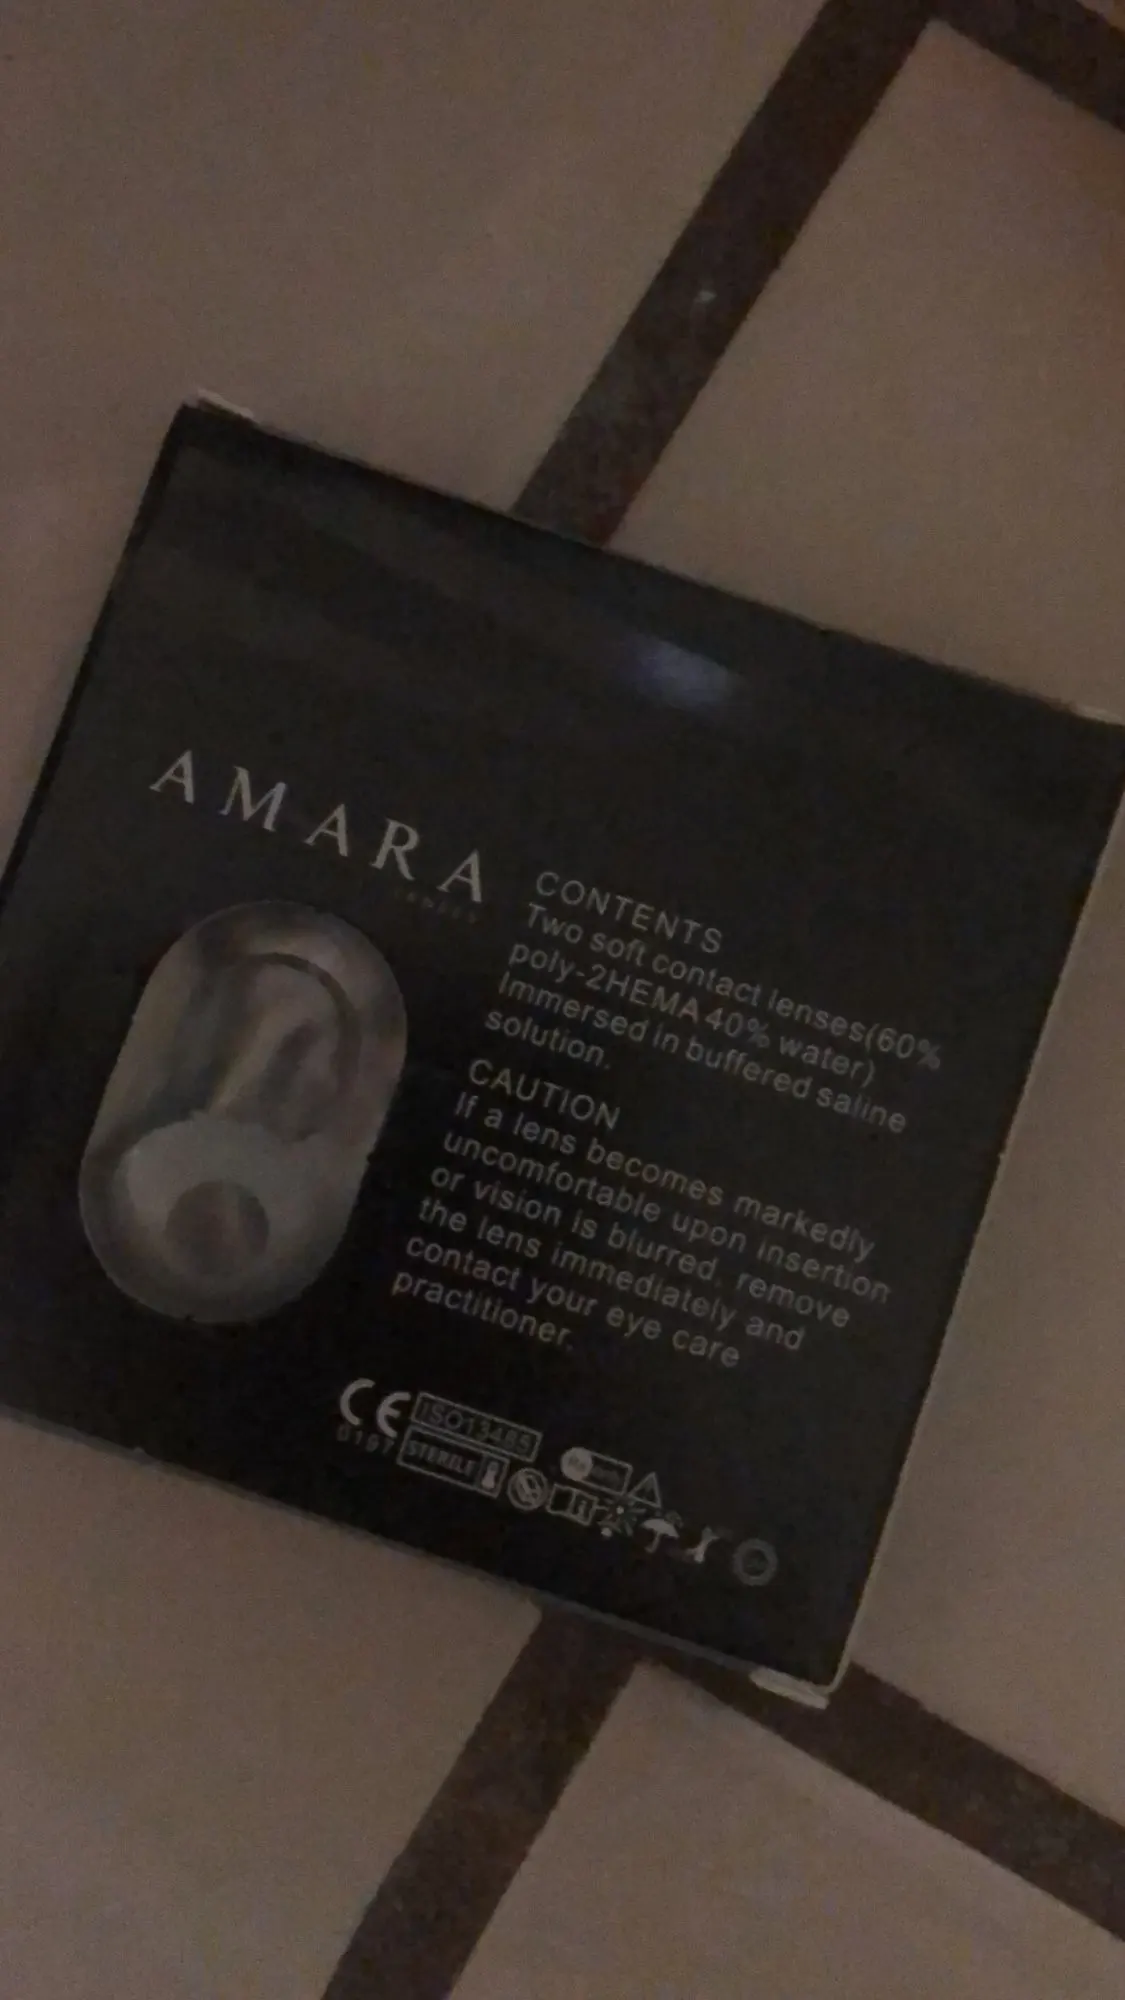 AMARA
LENSES
CONTENTS
Two soft contact lenses(60%
poly-2HEMA 40% water)
Immersed in buffered saline
solution.
CAUTION
If a lens becomes markedly
uncomfortable upon insertion
or vision is blurred, remove
the lens immediately and
contact your eye care
practitioner.
CE ISO13485
0197 STERILE